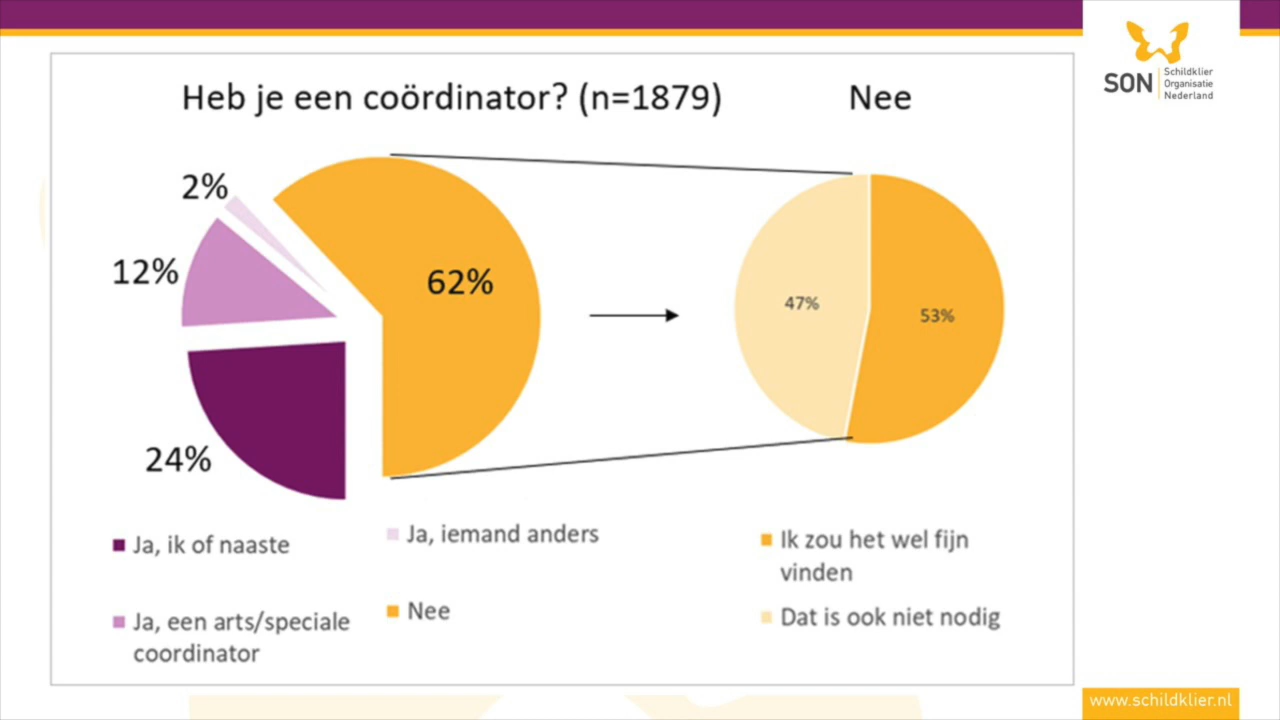 SON
Schildklier
Organisatie
Nederland
Heb je een coördinator? (n=1879)
Nee
2%
12%
62%
24%
47%
53%
Ja, ik of naaste
Ja, iemand anders
Ja, een arts/speciale
coordinator
Nee
Ik zou het wel fijn
vinden
Dat is ook niet nodig
www.schildklier.nl